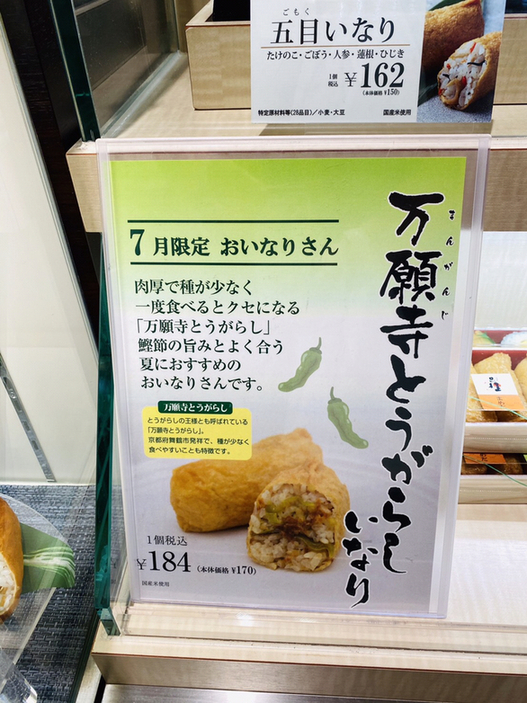 ごもく
五目いなり
たけのこ・ごぼう・人参・蓮根・ひじき
1個税込 ¥162
(本体価格 ¥150)
特定原材料等(28品目)/小麦・大豆
国産米使用
まんがんじ
万願寺とうがらし
いなり
7月限定 おいなりさん
肉厚で種が少なく
一度食べるとクセになる
「万願寺とうがらし」
鰹節の旨みとよく合う
夏におすすめの
おいなりさんです。
万願寺とうがらし
とうがらしの王様とも呼ばれている
「万願寺とうがらし」。
京都府舞鶴市発祥で、種が少なく
食べやすいことも特徴です。
1個税込
¥184 (本体価格 ¥170)
国産米使用